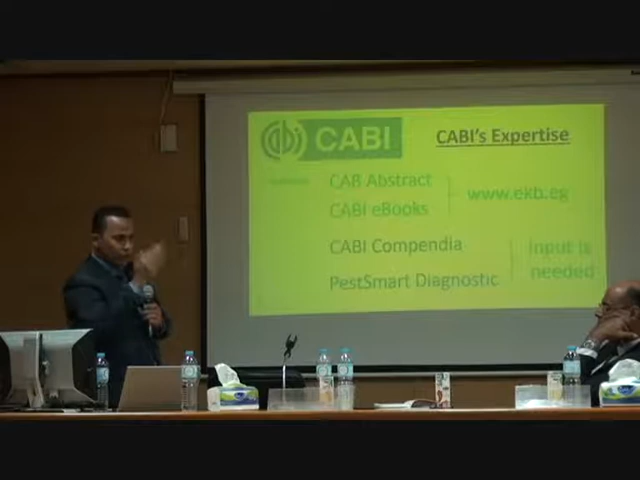 CABI
CABI's Expertise
CAB Abstract
CABI eBooks
www.ekb.eg
CABI Compendia
PestSmart Diagnostic
Input is
needed